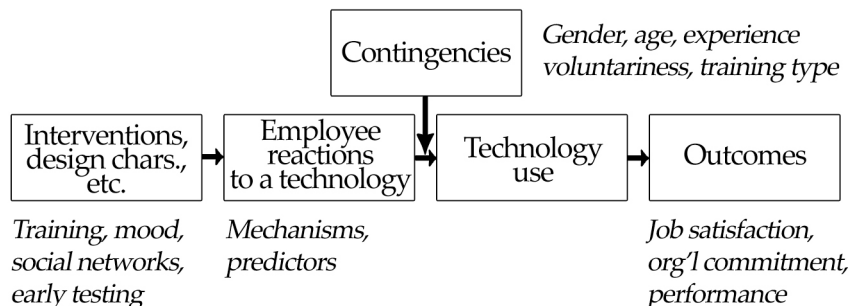 Contingencies
Gender, age, experience
voluntariness, training type
Interventions,
design chars.,
etc.
Employee
reactions
to a technology
Technology
use
Outcomes
Training, mood,
social networks,
early testing
Mechanisms,
predictors
Job satisfaction,
org'l commitment,
performance